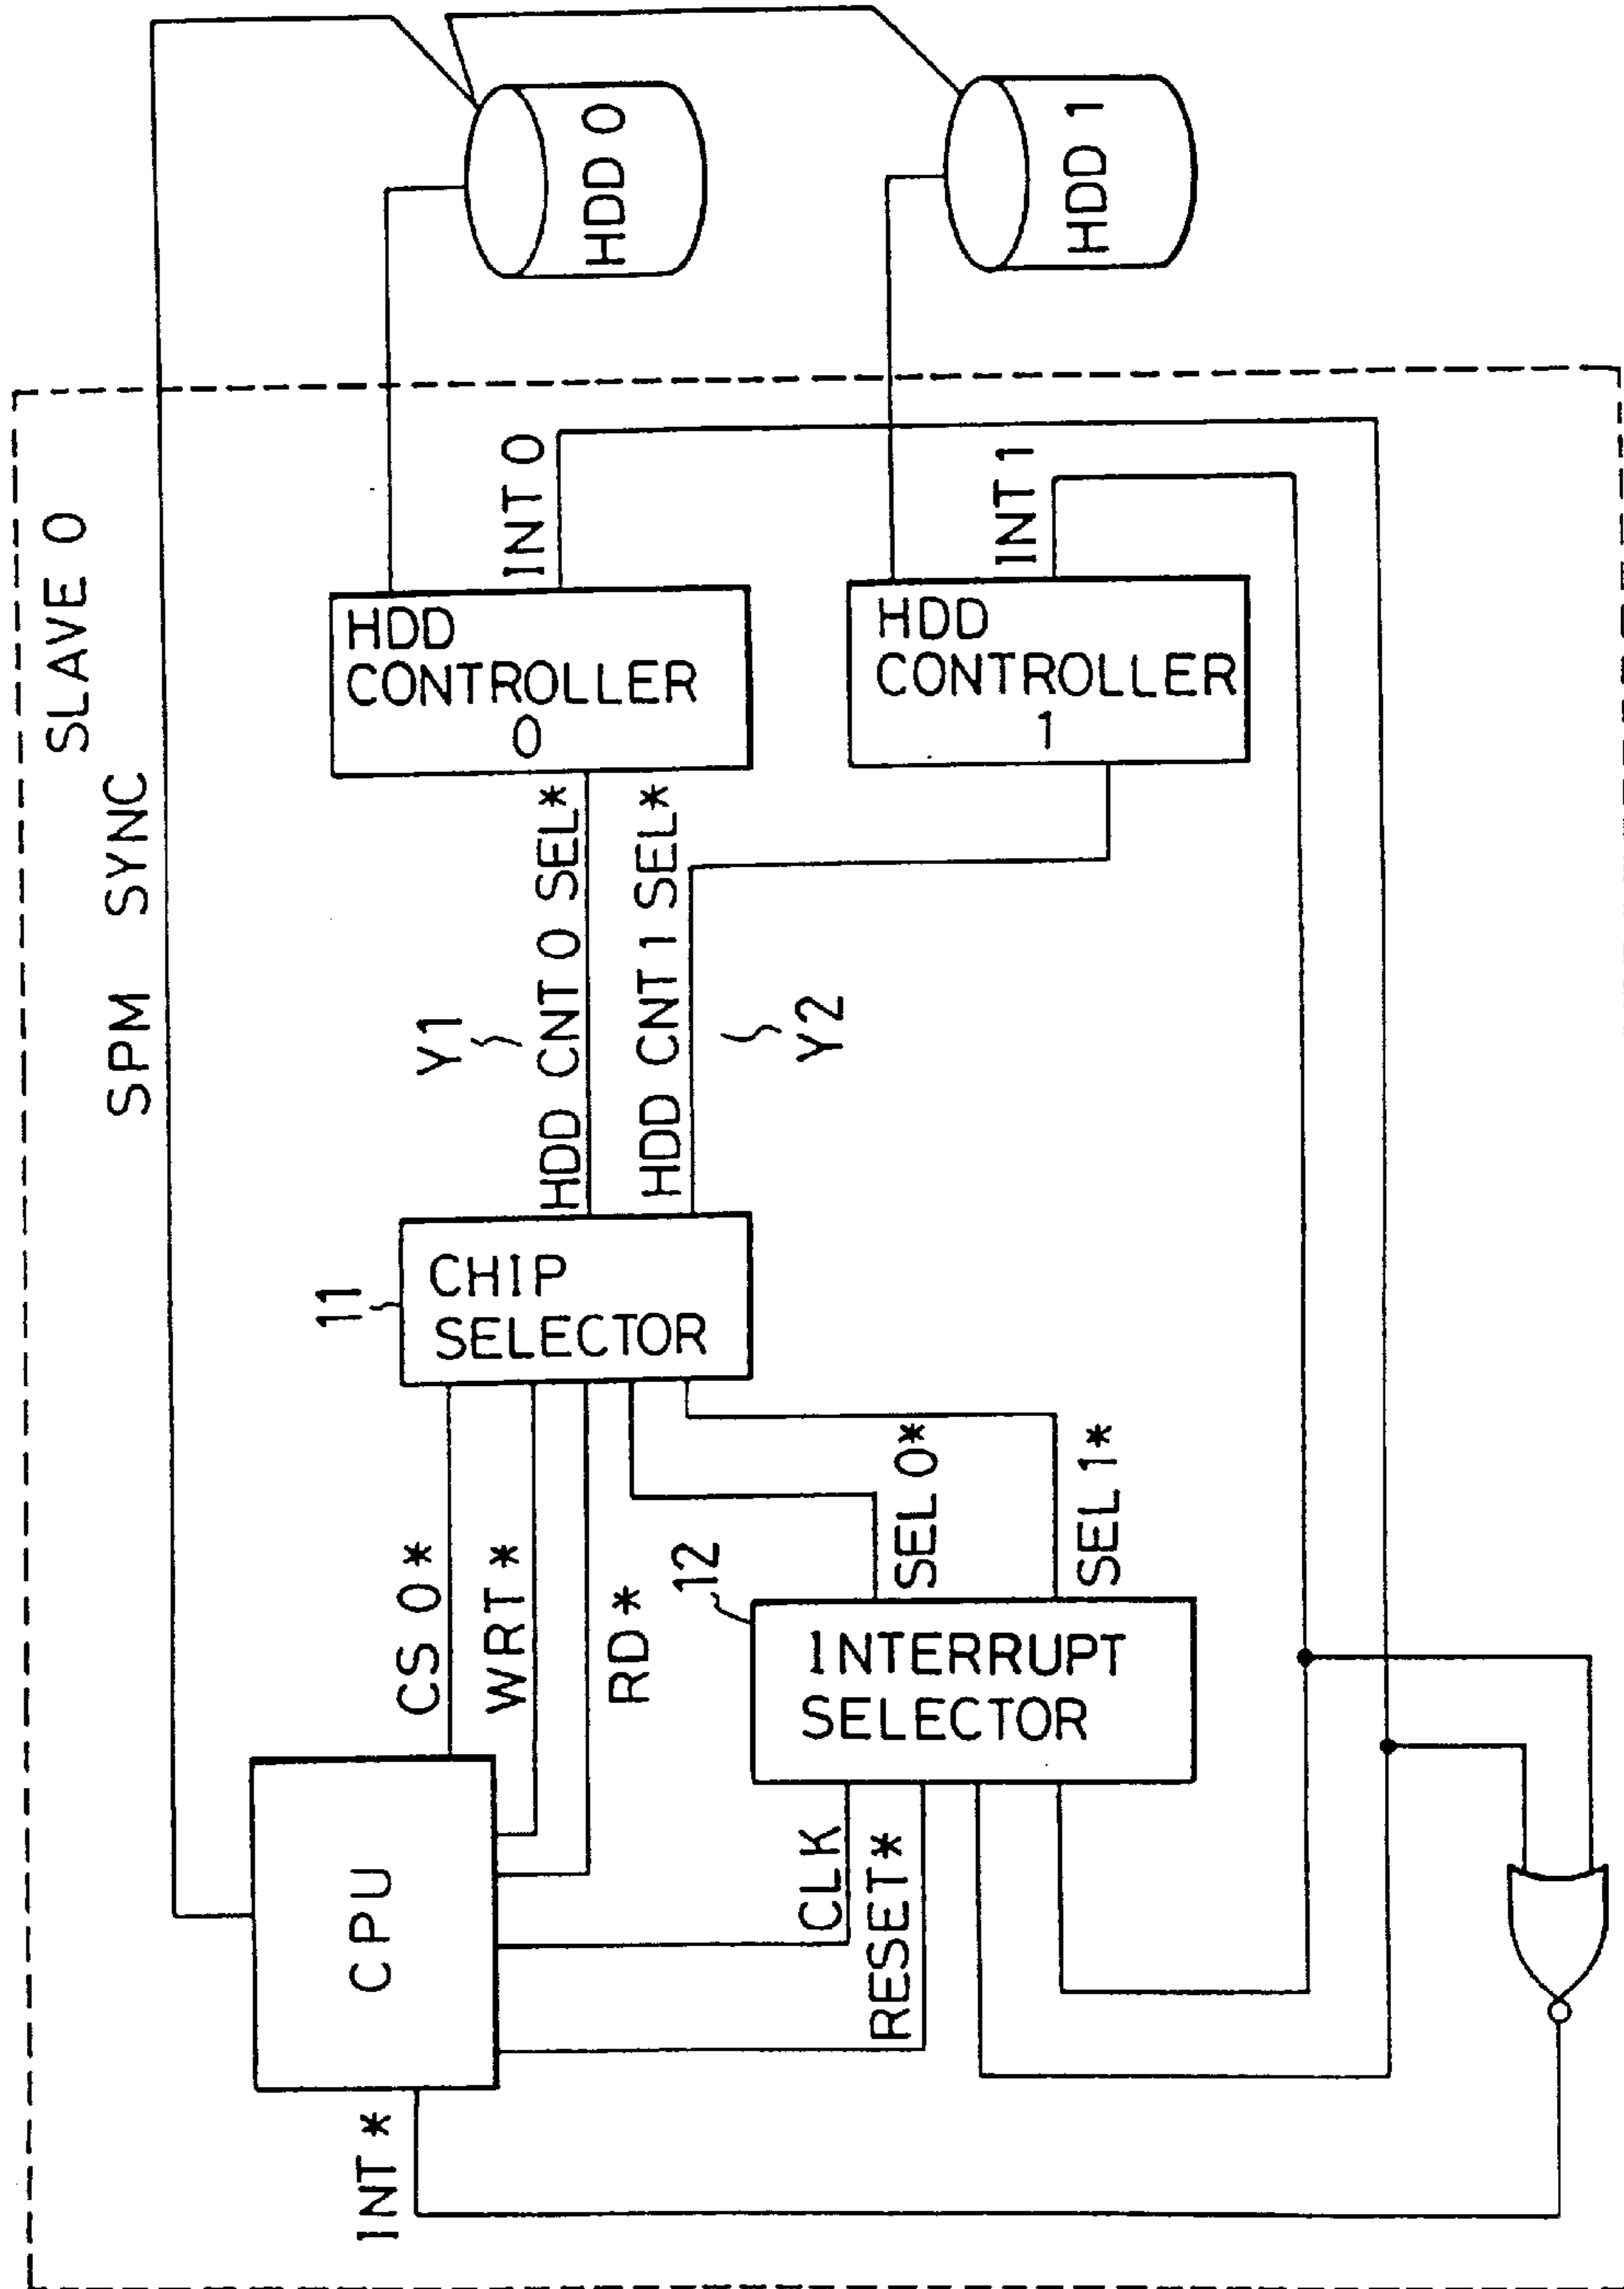 SLAVE 0
SPM SYNC
HDD 0
HDD 1
INT 0
INT 1
HDD
CONTROLLER
0
HDD
CONTROLLER
1
Y1
HDD CNT 0 SEL*
HDD CNT 1 SEL*
Y2
11
CHIP
SELECTOR
CS 0*
WRT*
RD*
12
SEL 0*
SEL 1*
INTERRUPT
SELECTOR
CPU
CLK
RESET*
INT*